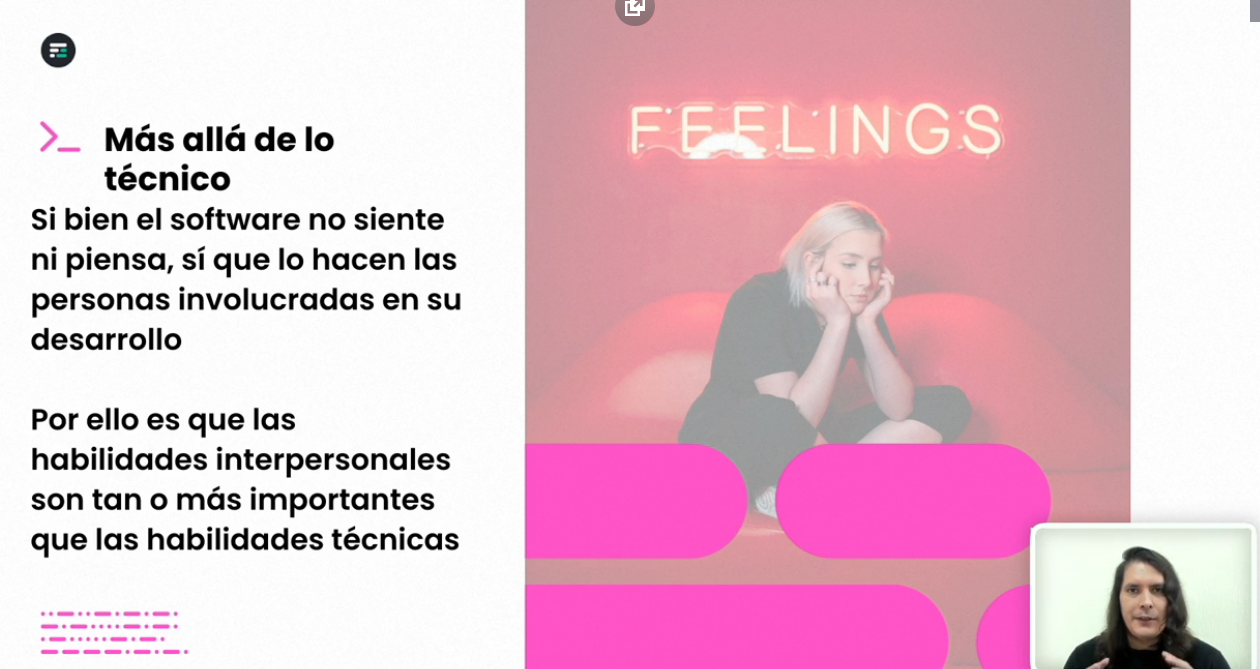 Más allá de lo
técnico
Si bien el software no siente
ni piensa, sí que lo hacen las
personas involucradas en su
desarrollo
Por ello es que las
habilidades interpersonales
son tan o más importantes
que las habilidades técnicas
FEELINGS